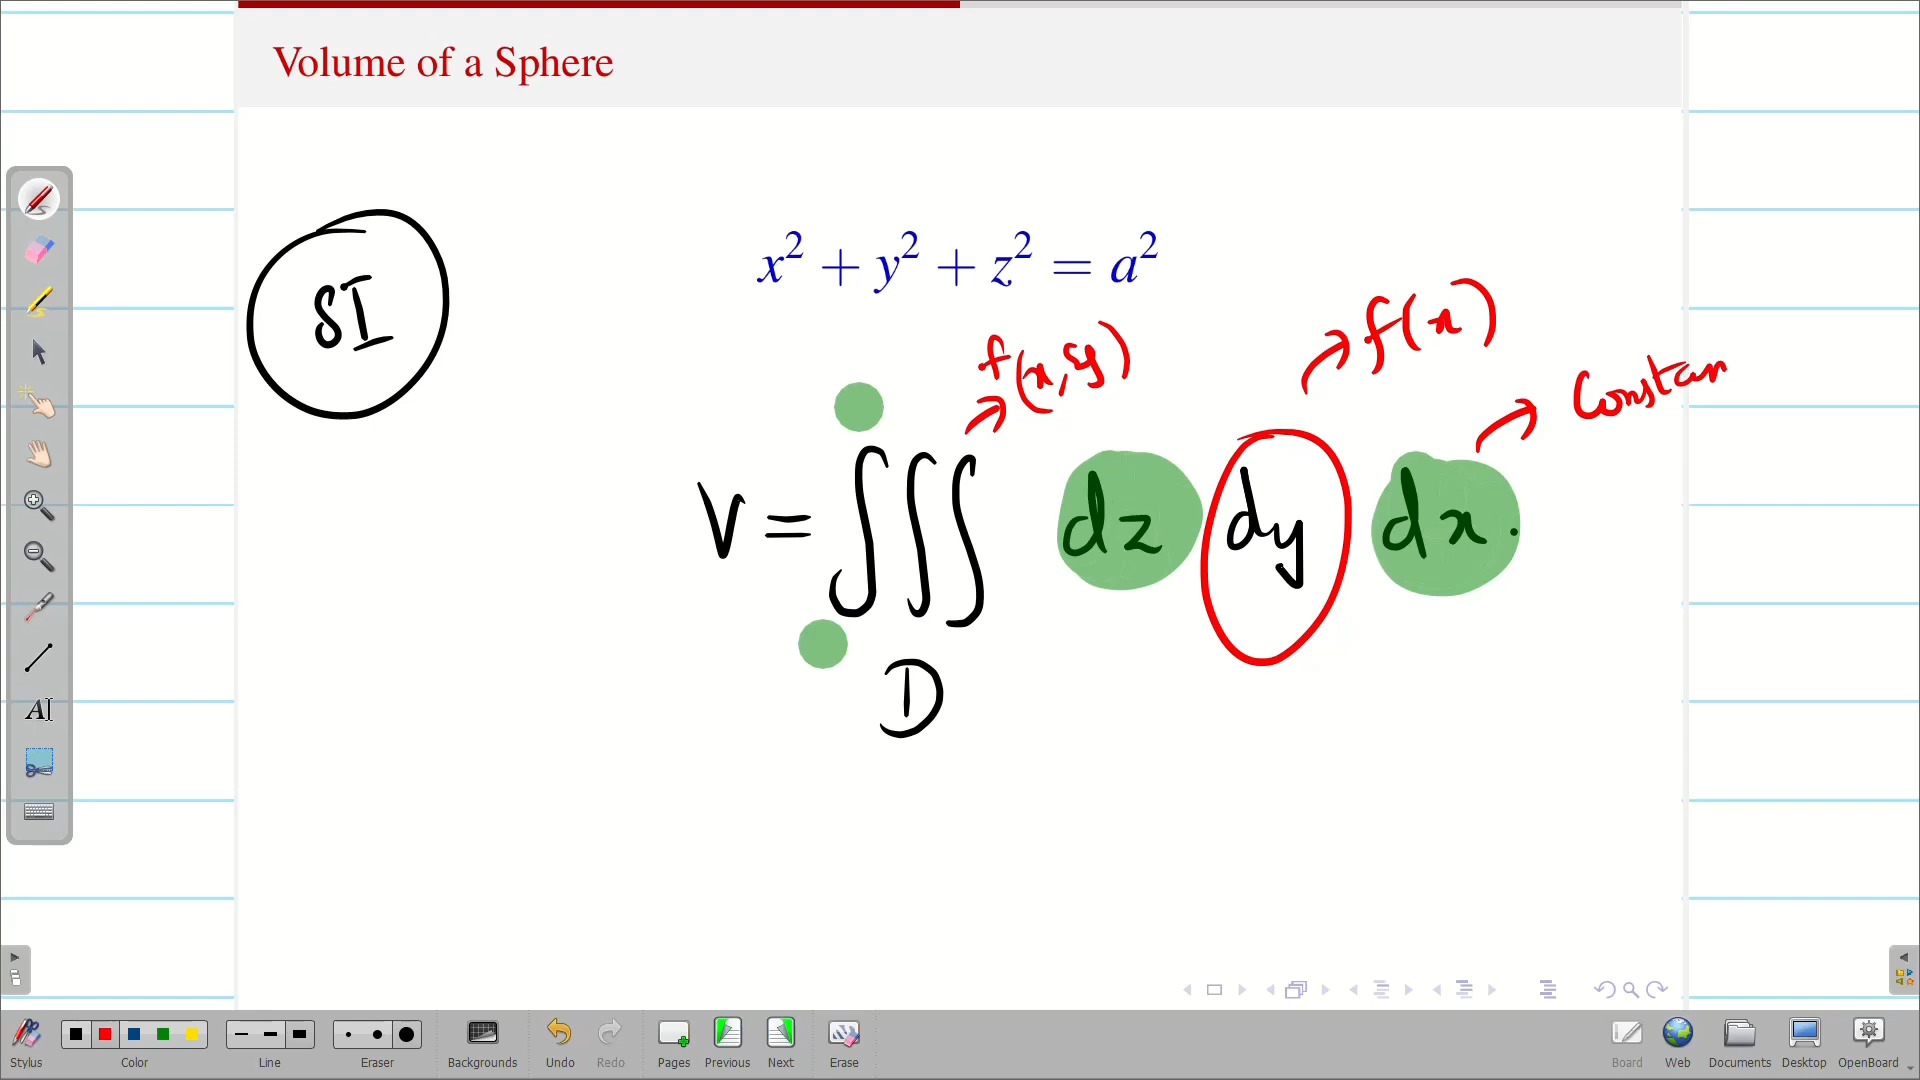 Volume of a Sphere
SI
x² + y² + z² = a²
f(x,y)
f(x)
Constan
V = ∫∫∫ dz dy dx.
D
Stylus Color Line Eraser Backgrounds Undo Redo Pages Previous Next Erase Board Web Documents Desktop OpenBoard